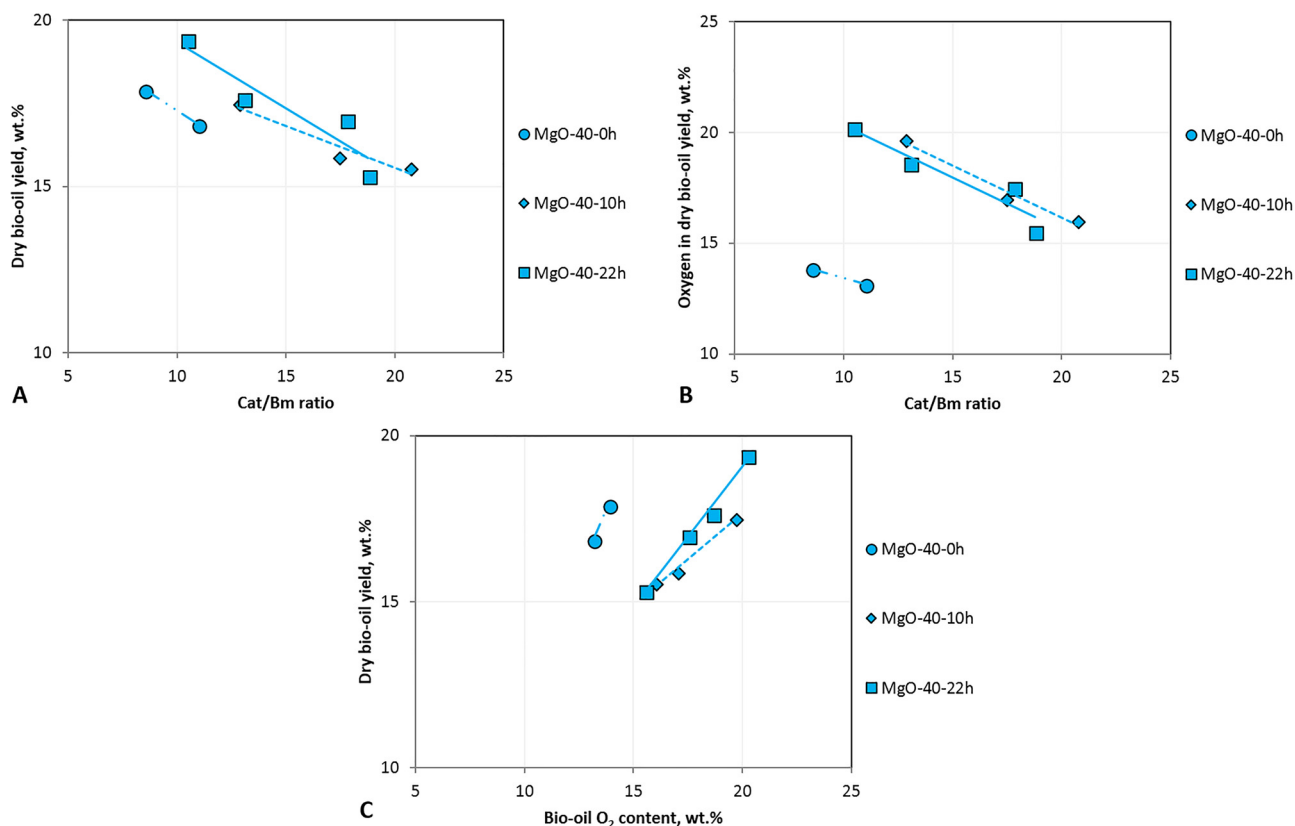 20
15
10
5
10
15
20
25
Dry bio-oil yield, wt.%
Cat/Bm ratio
MgO-40-0h
MgO-40-10h
MgO-40-22h
A
25
20
15
10
5
10
15
20
25
Oxygen in dry bio-oil yield, wt.%
Cat/Bm ratio
MgO-40-0h
MgO-40-10h
MgO-40-22h
B
20
15
10
5
10
15
20
25
Dry bio-oil yield, wt.%
Bio-oil O₂ content, wt.%
MgO-40-0h
MgO-40-10h
MgO-40-22h
C